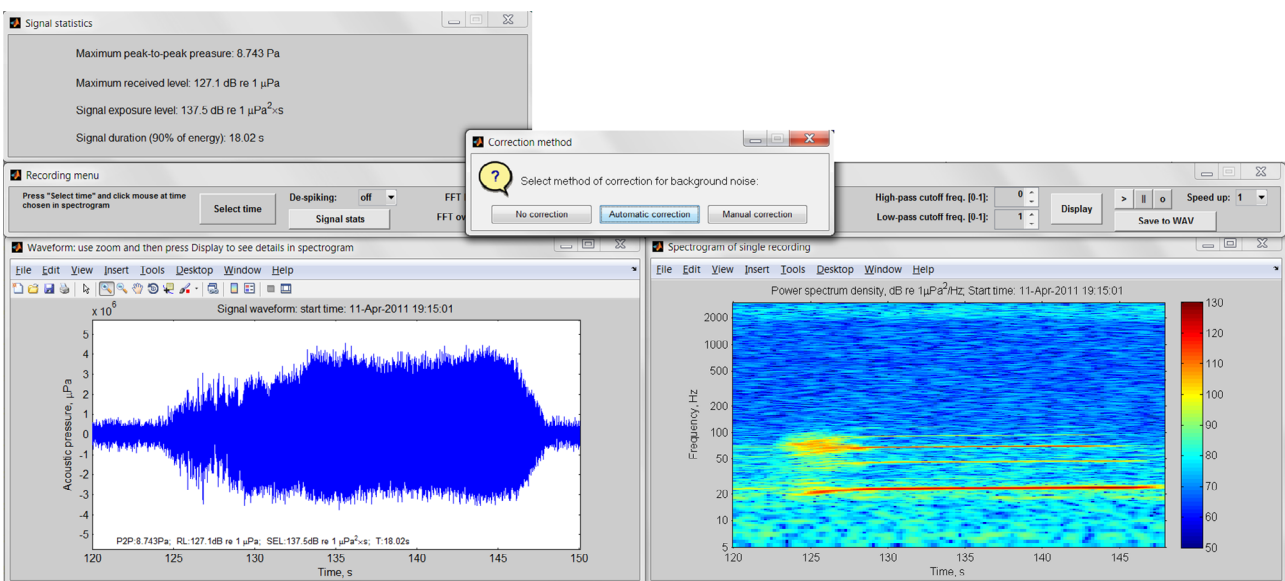 Signal statistics
Maximum peak-to-peak preasure: 8.743 Pa
Maximum received level: 127.1 dB re 1 μPa
Signal exposure level: 137.5 dB re 1 μPa²×s
Signal duration (90% of energy): 18.02 s
Correction method
?
Select method of correction for background noise:
No correction Automatic correction Manual correction
Recording menu
Press "Select time" and click mouse at time
chosen in spectrogram
Select time
De-spiking: off
Signal stats
FFT
FFT ov
High-pass cutoff freq. [0-1]: 0
Low-pass cutoff freq. [0-1]: 1
Display
> || o
Speed up: 1
Save to WAV
Waveform: use zoom and then press Display to see details in spectrogram
File Edit View Insert Tools Desktop Window Help
x 10⁶
Signal waveform: start time: 11-Apr-2011 19:15:01
Acoustic pressure, μPa
5
4
3
2
1
0
-1
-2
-3
-4
-5
P2P:8.743Pa; RL:127.1dB re 1 μPa; SEL:137.5dB re 1 μPa²×s; T:18.02s
120 125 130 135 140 145 150
Time, s
Spectrogram of single recording
File Edit View Insert Tools Desktop Window Help
Power spectrum density, dB re 1μPa²/Hz; Start time: 11-Apr-2011 19:15:01
Frequency, Hz
2000
1000
500
200
100
50
20
10
5
120 125 130 135 140 145
Time, s
130
120
110
100
90
80
70
60
50